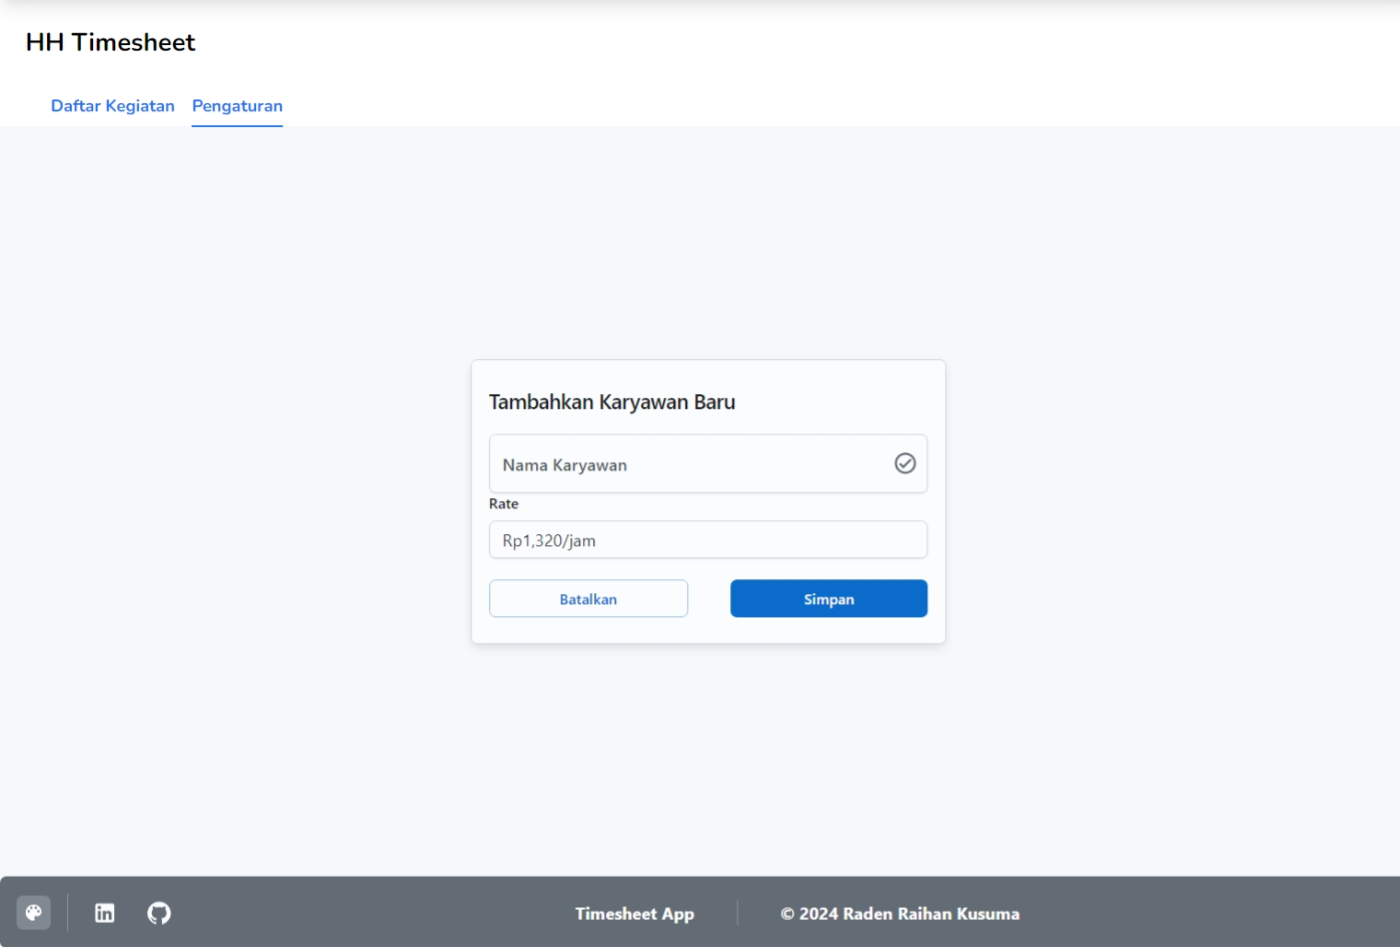 HH Timesheet
Daftar Kegiatan Pengaturan
Tambahkan Karyawan Baru
Nama Karyawan
Rate
Rp1,320/jam
Batalkan Simpan
Timesheet App © 2024 Raden Raihan Kusuma